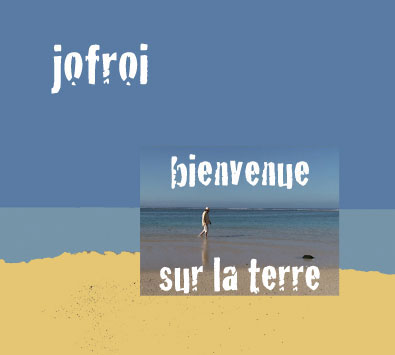 jofroi
bienvenue
sur la terre